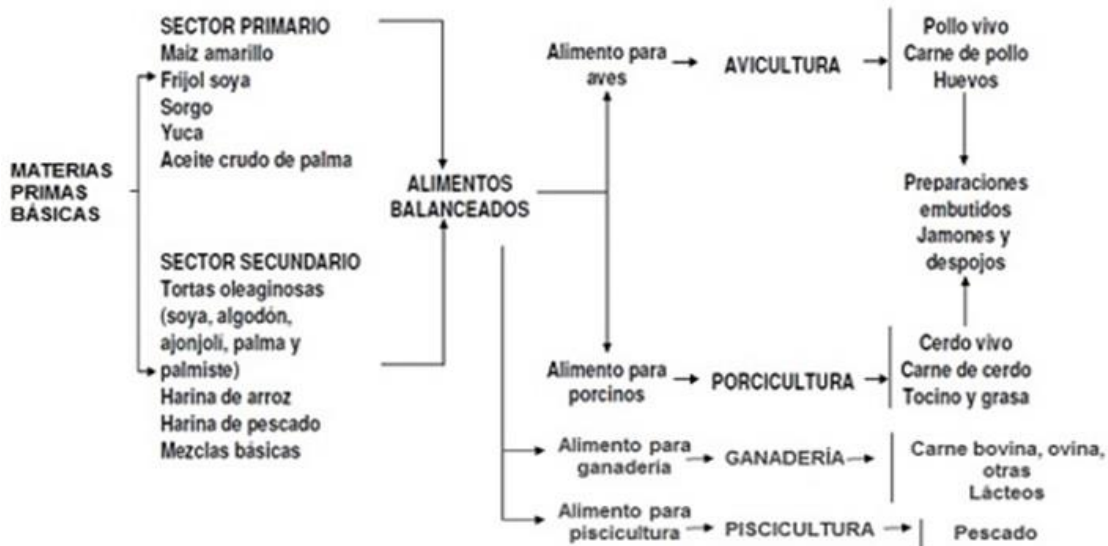 MATERIAS
PRIMAS
BÁSICAS
SECTOR PRIMARIO
Maiz amarillo
Frijol soya
Sorgo
Yuca
Aceite crudo de palma
SECTOR SECUNDARIO
Tortas oleaginosas
(soya, algodón,
ajonjolí, palma y
palmiste)
Harina de arroz
Harina de pescado
Mezclas básicas
ALIMENTOS
BALANCEADOS
Alimento para
aves
AVICULTURA
Pollo vivo
Carne de pollo
Huevos
Preparaciones
embutidos
Jamones y
despojos
Alimento para
porcinos
PORCICULTURA
Cerdo vivo
Carne de cerdo
Tocino y grasa
Alimento para
ganadería
GANADERÍA
Carne bovina, ovina,
otras
Lácteos
Alimento para
piscicultura
PISCICULTURA
Pescado